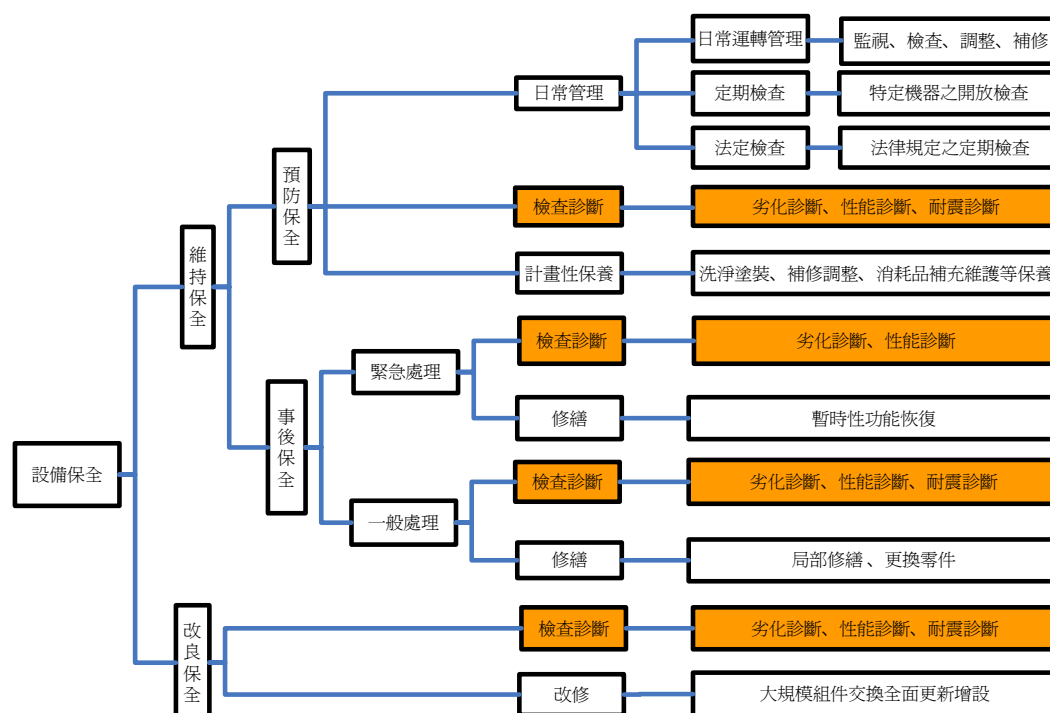 日常運轉管理
監視、檢查、調整、補修
日常管理
定期檢查
特定機器之開放檢查
法定檢查
法律規定之定期檢查
預防保全
檢查診斷
劣化診斷、性能診斷、耐震診斷
維持保全
計畫性保養
洗淨塗裝、補修調整、消耗品補充維護等保養
檢查診斷
劣化診斷、性能診斷
緊急處理
修繕
暫時性功能恢復
事後保全
設備保全
檢查診斷
劣化診斷、性能診斷、耐震診斷
一般處理
修繕
局部修繕、更換零件
改良保全
檢查診斷
劣化診斷、性能診斷、耐震診斷
改修
大規模組件交換全面更新增設